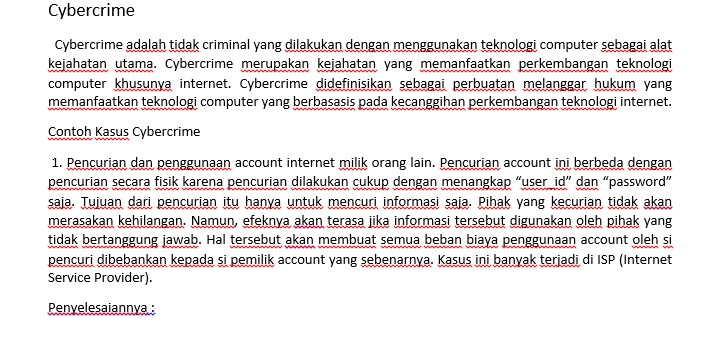 Cybercrime
Cybercrime adalah tidak criminal yang dilakukan dengan menggunakan teknologi computer sebagai alat
kejahatan utama. Cybercrime merupakan kejahatan yang memanfaatkan perkembangan teknologi
computer khusunya internet. Cybercrime didefinisikan sebagai perbuatan melanggar hukum yang
memanfaatkan teknologi computer yang berbasasis pada kecanggihan perkembangan teknologi internet.
Contoh Kasus Cybercrime
1. Pencurian dan penggunaan account internet milik orang lain. Pencurian account ini berbeda dengan
pencurian secara fisik karena pencurian dilakukan cukup dengan menangkap “user_id” dan “password”
saja. Tujuan dari pencurian itu hanya untuk mencuri informasi saja. Pihak yang kecurian tidak akan
merasakan kehilangan. Namun, efeknya akan terasa jika informasi tersebut digunakan oleh pihak yang
tidak bertanggung jawab. Hal tersebut akan membuat semua beban biaya penggunaan account oleh si
pencuri dibebankan kepada si pemilik account yang sebenarnya. Kasus ini banyak terjadi di ISP (Internet
Service Provider).
Penyelesaiannya :